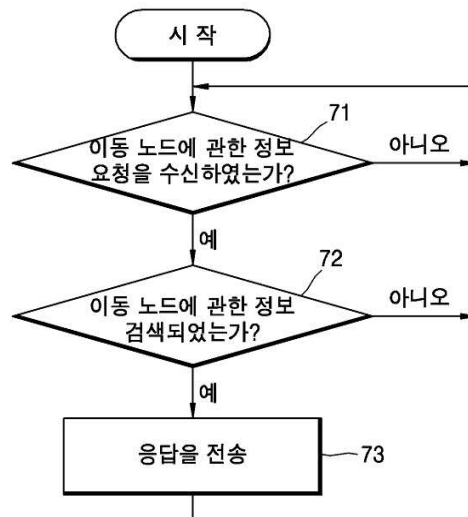 시 작
71
이동 노드에 관한 정보
요청을 수신하였는가?
아니오
예
72
이동 노드에 관한 정보
검색되었는가?
아니오
예
응답을 전송
73